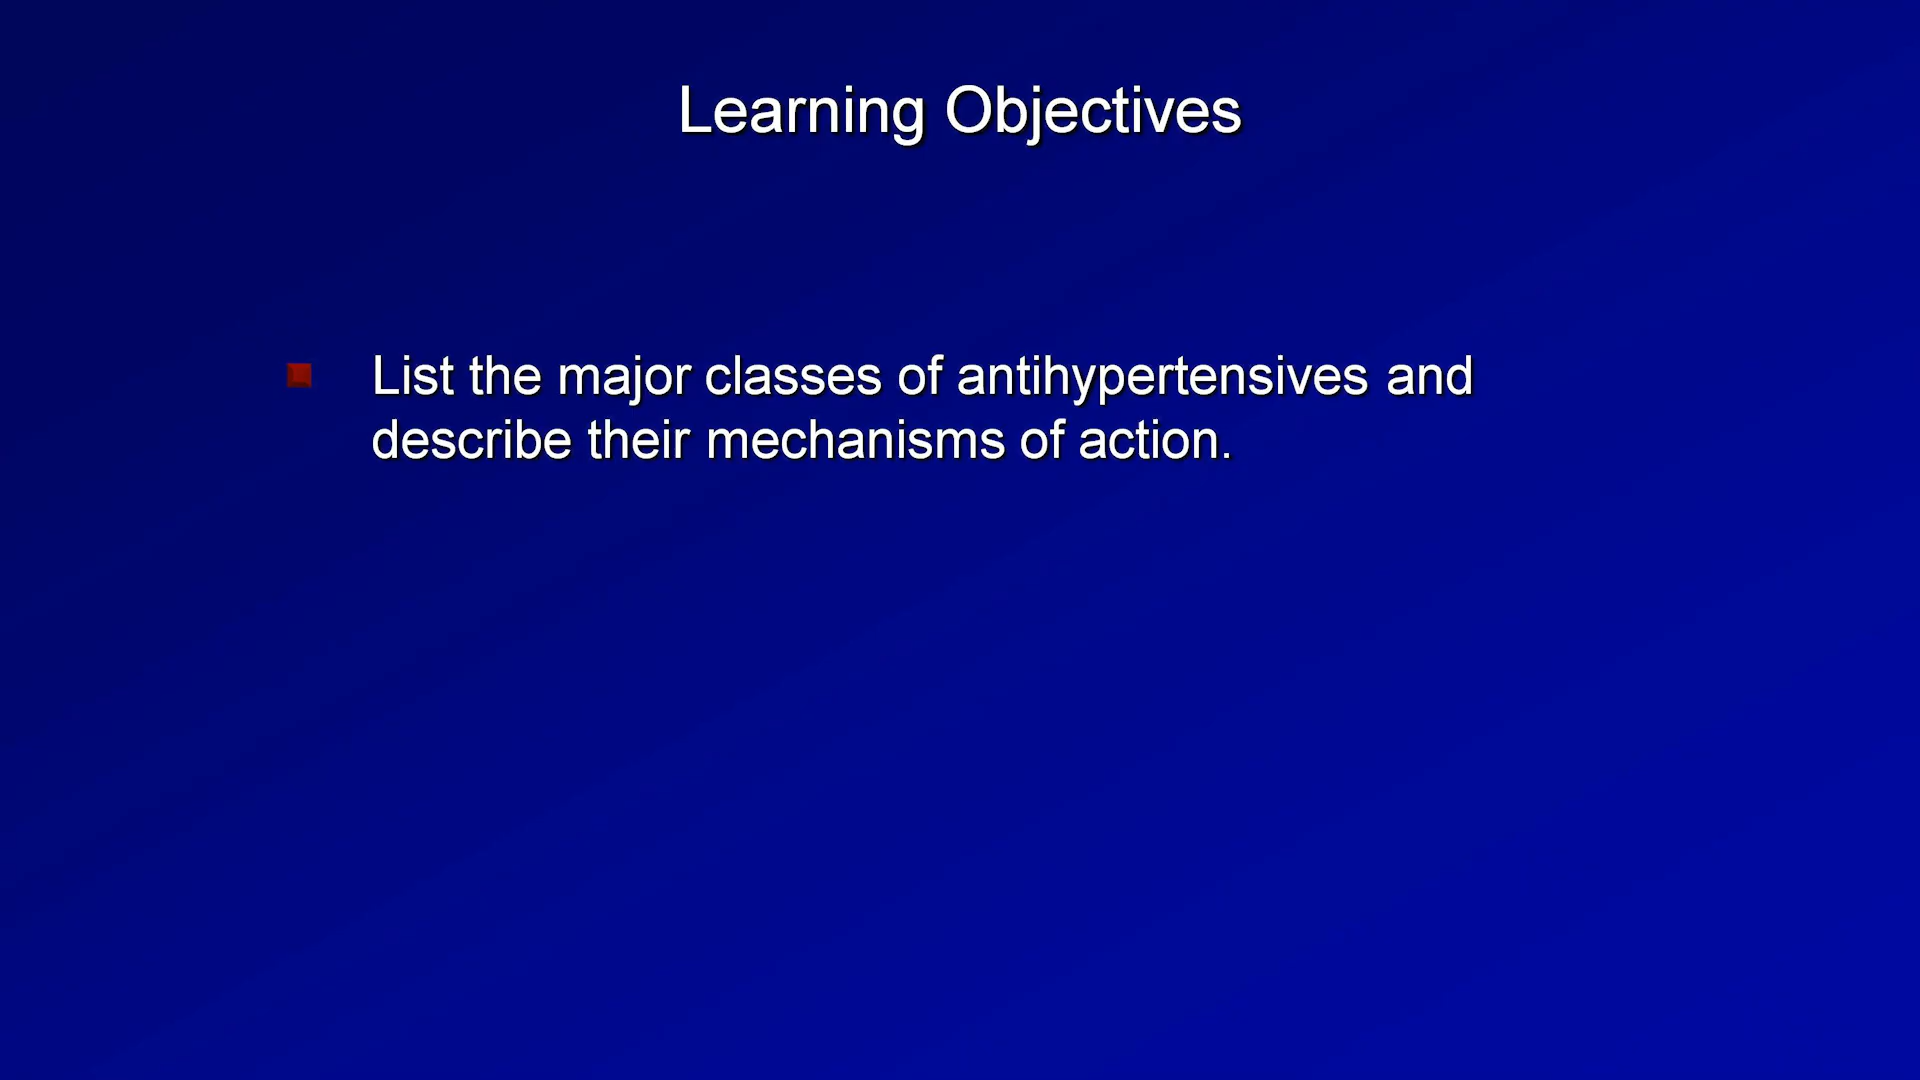 Learning Objectives
List the major classes of antihypertensives and
describe their mechanisms of action.